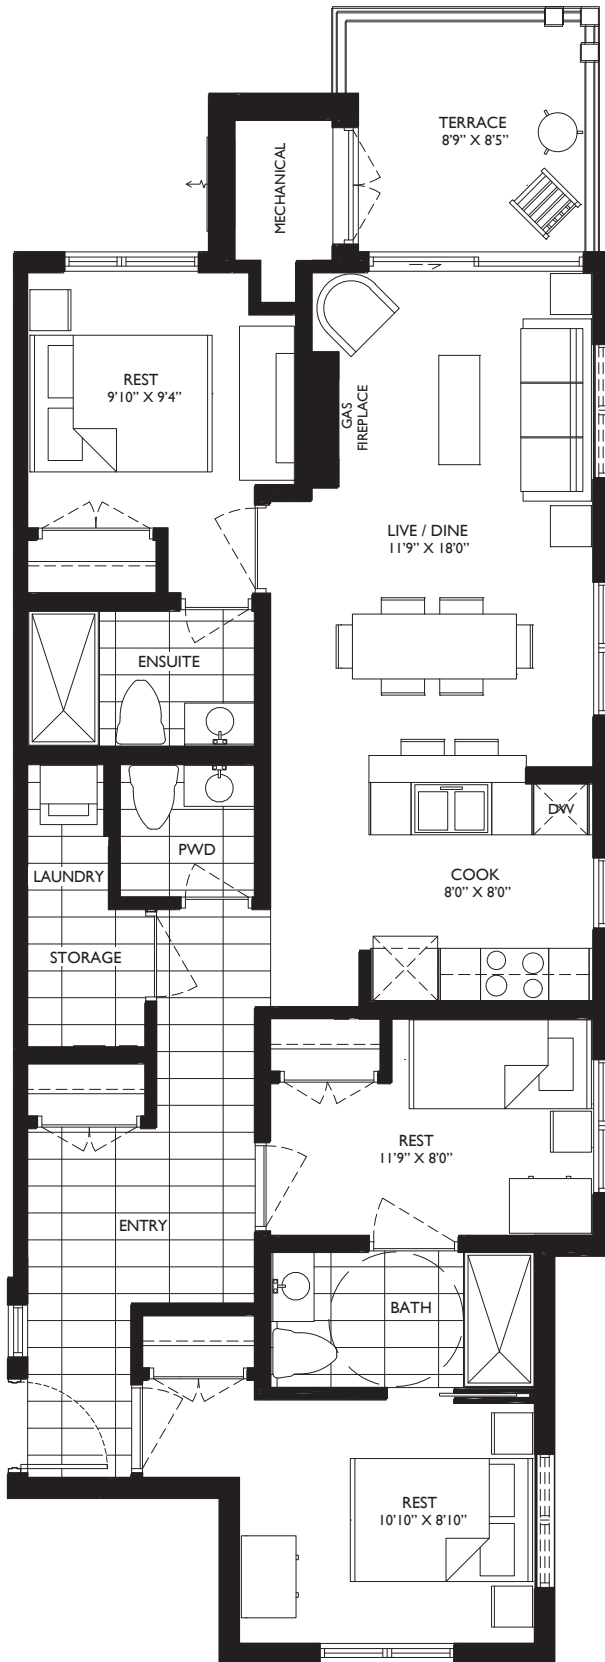 TERRACE
8'9" X 8'5"
MECHANICAL
REST
9'10" X 9'4"
GAS
FIREPLACE
LIVE / DINE
11'9" X 18'0"
ENSUITE
DW
PWD
LAUNDRY
COOK
8'0" X 8'0"
STORAGE
REST
11'9" X 8'0"
ENTRY
BATH
REST
10'10" X 8'10"